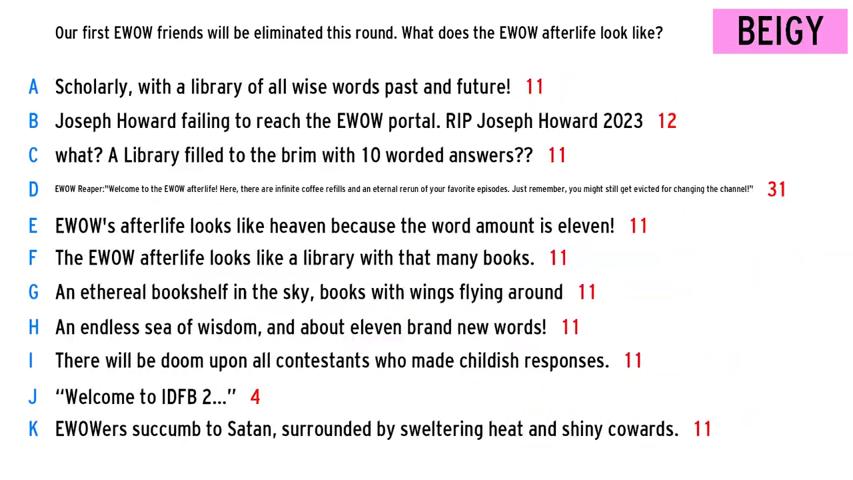 Our first EWOW friends will be eliminated this round. What does the EWOW afterlife look like?
BEIGY
A Scholarly, with a library of all wise words past and future! 11
B Joseph Howard failing to reach the EWOW portal. RIP Joseph Howard 2023 12
C what? A Library filled to the brim with 10 worded answers?? 11
D EWOW Reaper:"Welcome to the EWOW afterlife! Here, there are infinite coffee refills and an eternal rerun of your favorite episodes. Just remember, you might still get evicted for changing the channel!" 31
E EWOW's afterlife looks like heaven because the word amount is eleven! 11
F The EWOW afterlife looks like a library with that many books. 11
G An ethereal bookshelf in the sky, books with wings flying around 11
H An endless sea of wisdom, and about eleven brand new words! 11
I There will be doom upon all contestants who made childish responses. 11
J “Welcome to IDFB 2...” 4
K EWOWers succumb to Satan, surrounded by sweltering heat and shiny cowards. 11